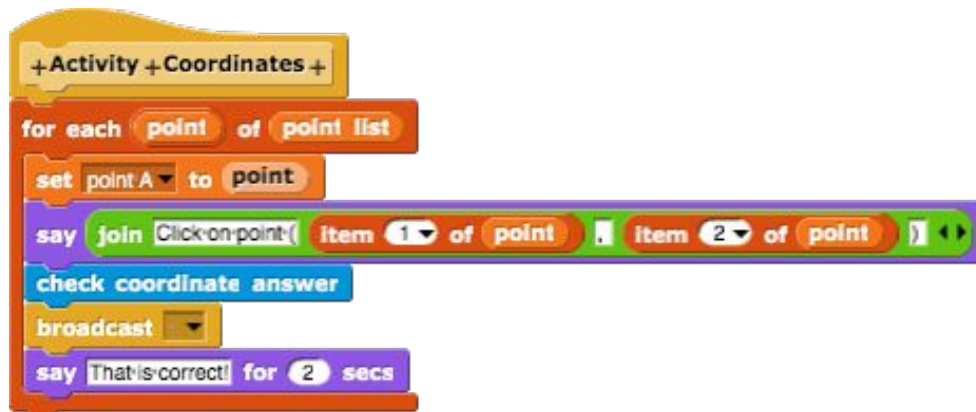 +Activity+Coordinates+
for each point of point list
set point A to point
say join Click on point ( item 1 of point , item 2 of point )
check coordinate answer
broadcast
say That is correct! for 2 secs